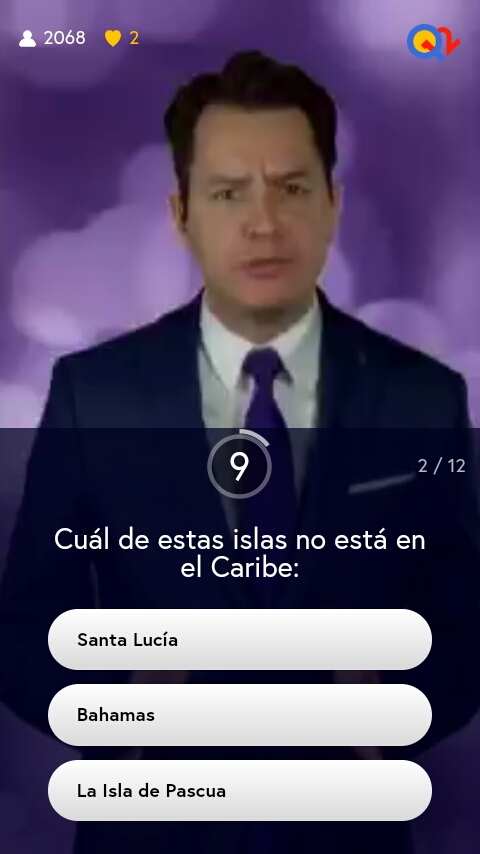 2068 2
9
2 / 12
Cuál de estas islas no está en
el Caribe:
Santa Lucía
Bahamas
La Isla de Pascua